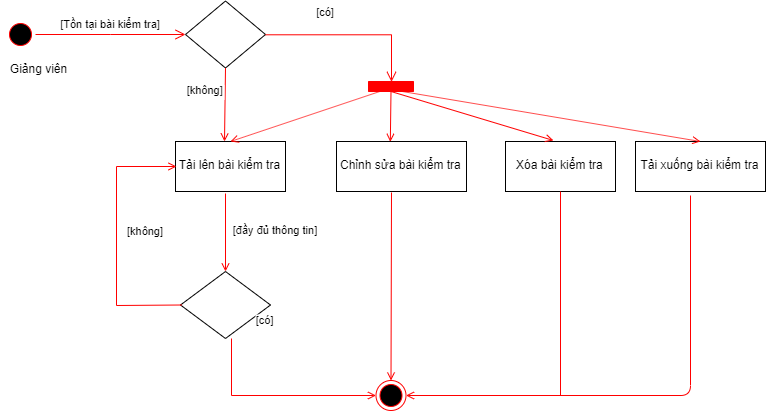 [có]
[Tồn tại bài kiểm tra]
Giảng viên
[không]
Tải lên bài kiểm tra
Chỉnh sửa bài kiểm tra
Xóa bài kiểm tra
Tải xuống bài kiểm tra
[không]
[đầy đủ thông tin]
[có]